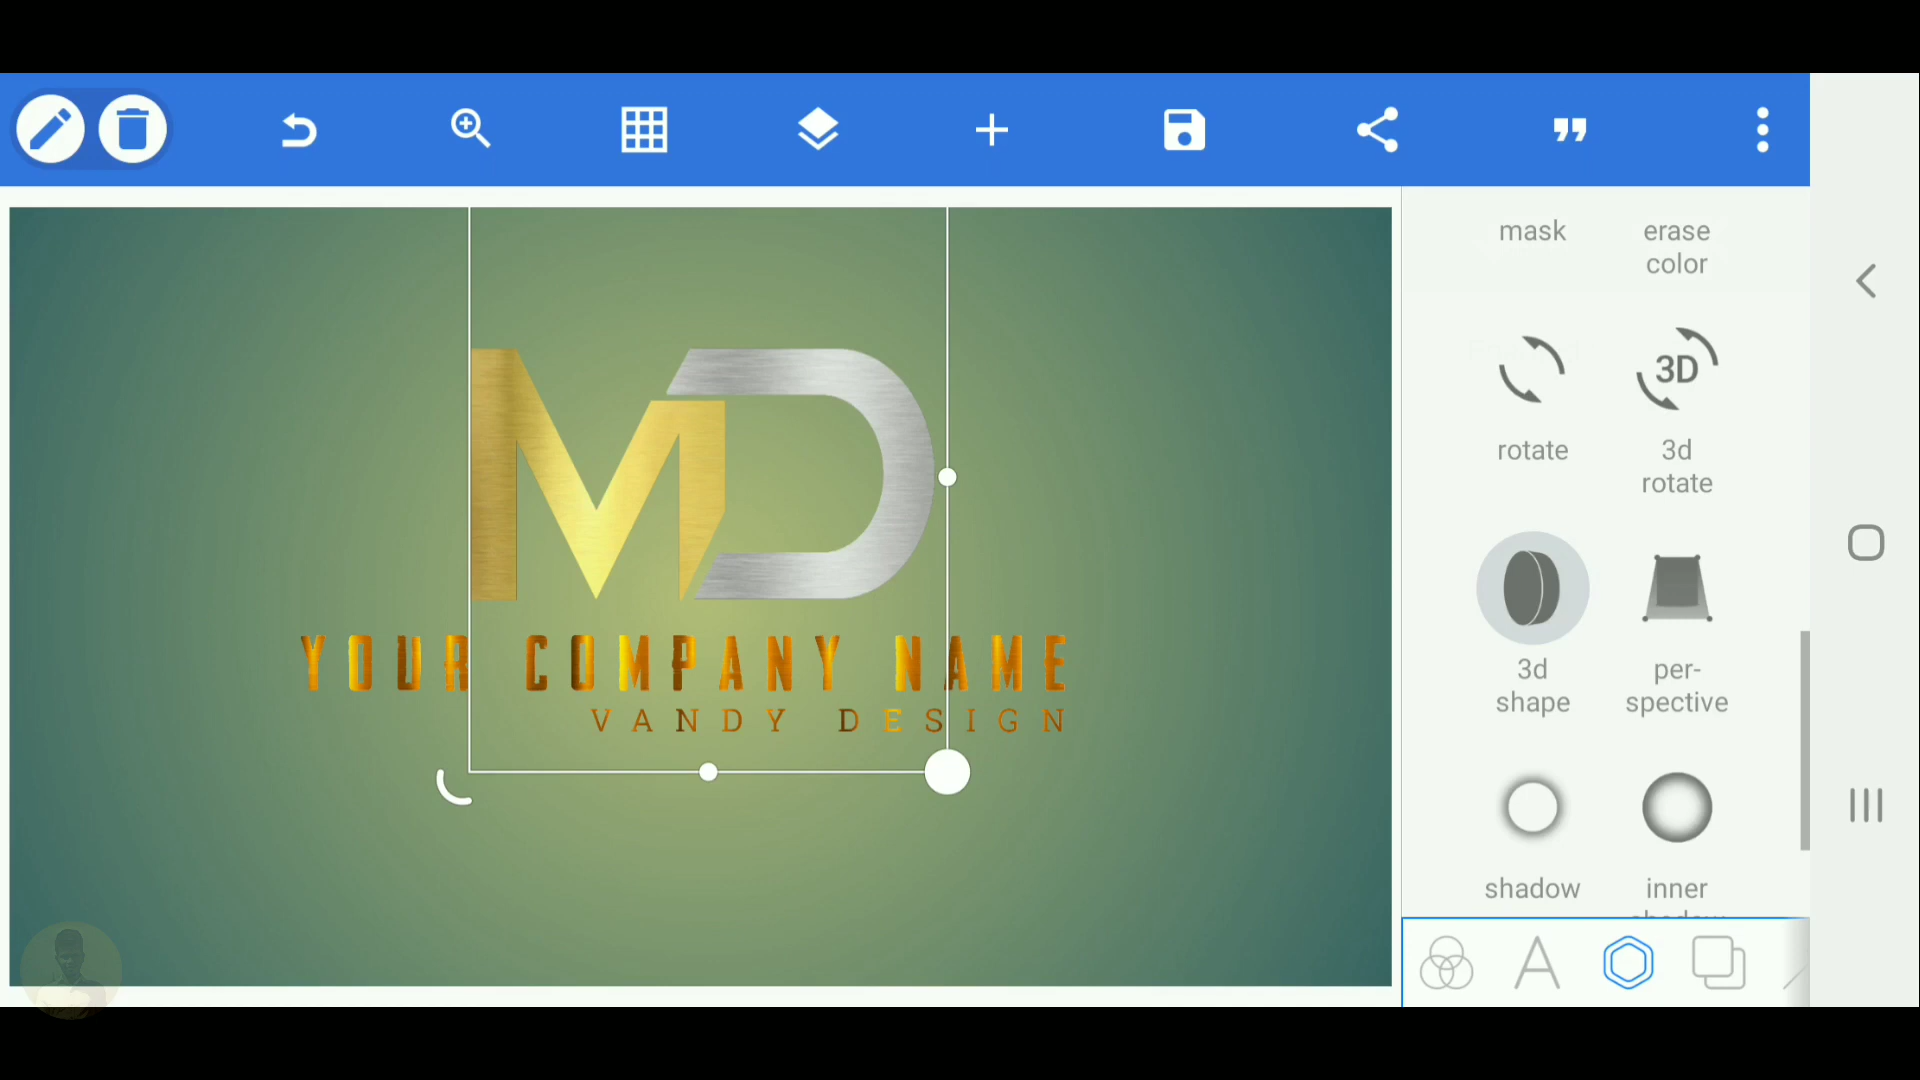 mask
erase
color
3D
rotate
3d
rotate
MD
YOUR COMPANY NAME
VANDY DESIGN
3d
shape
per-
spective
shadow
inner
shadow
A